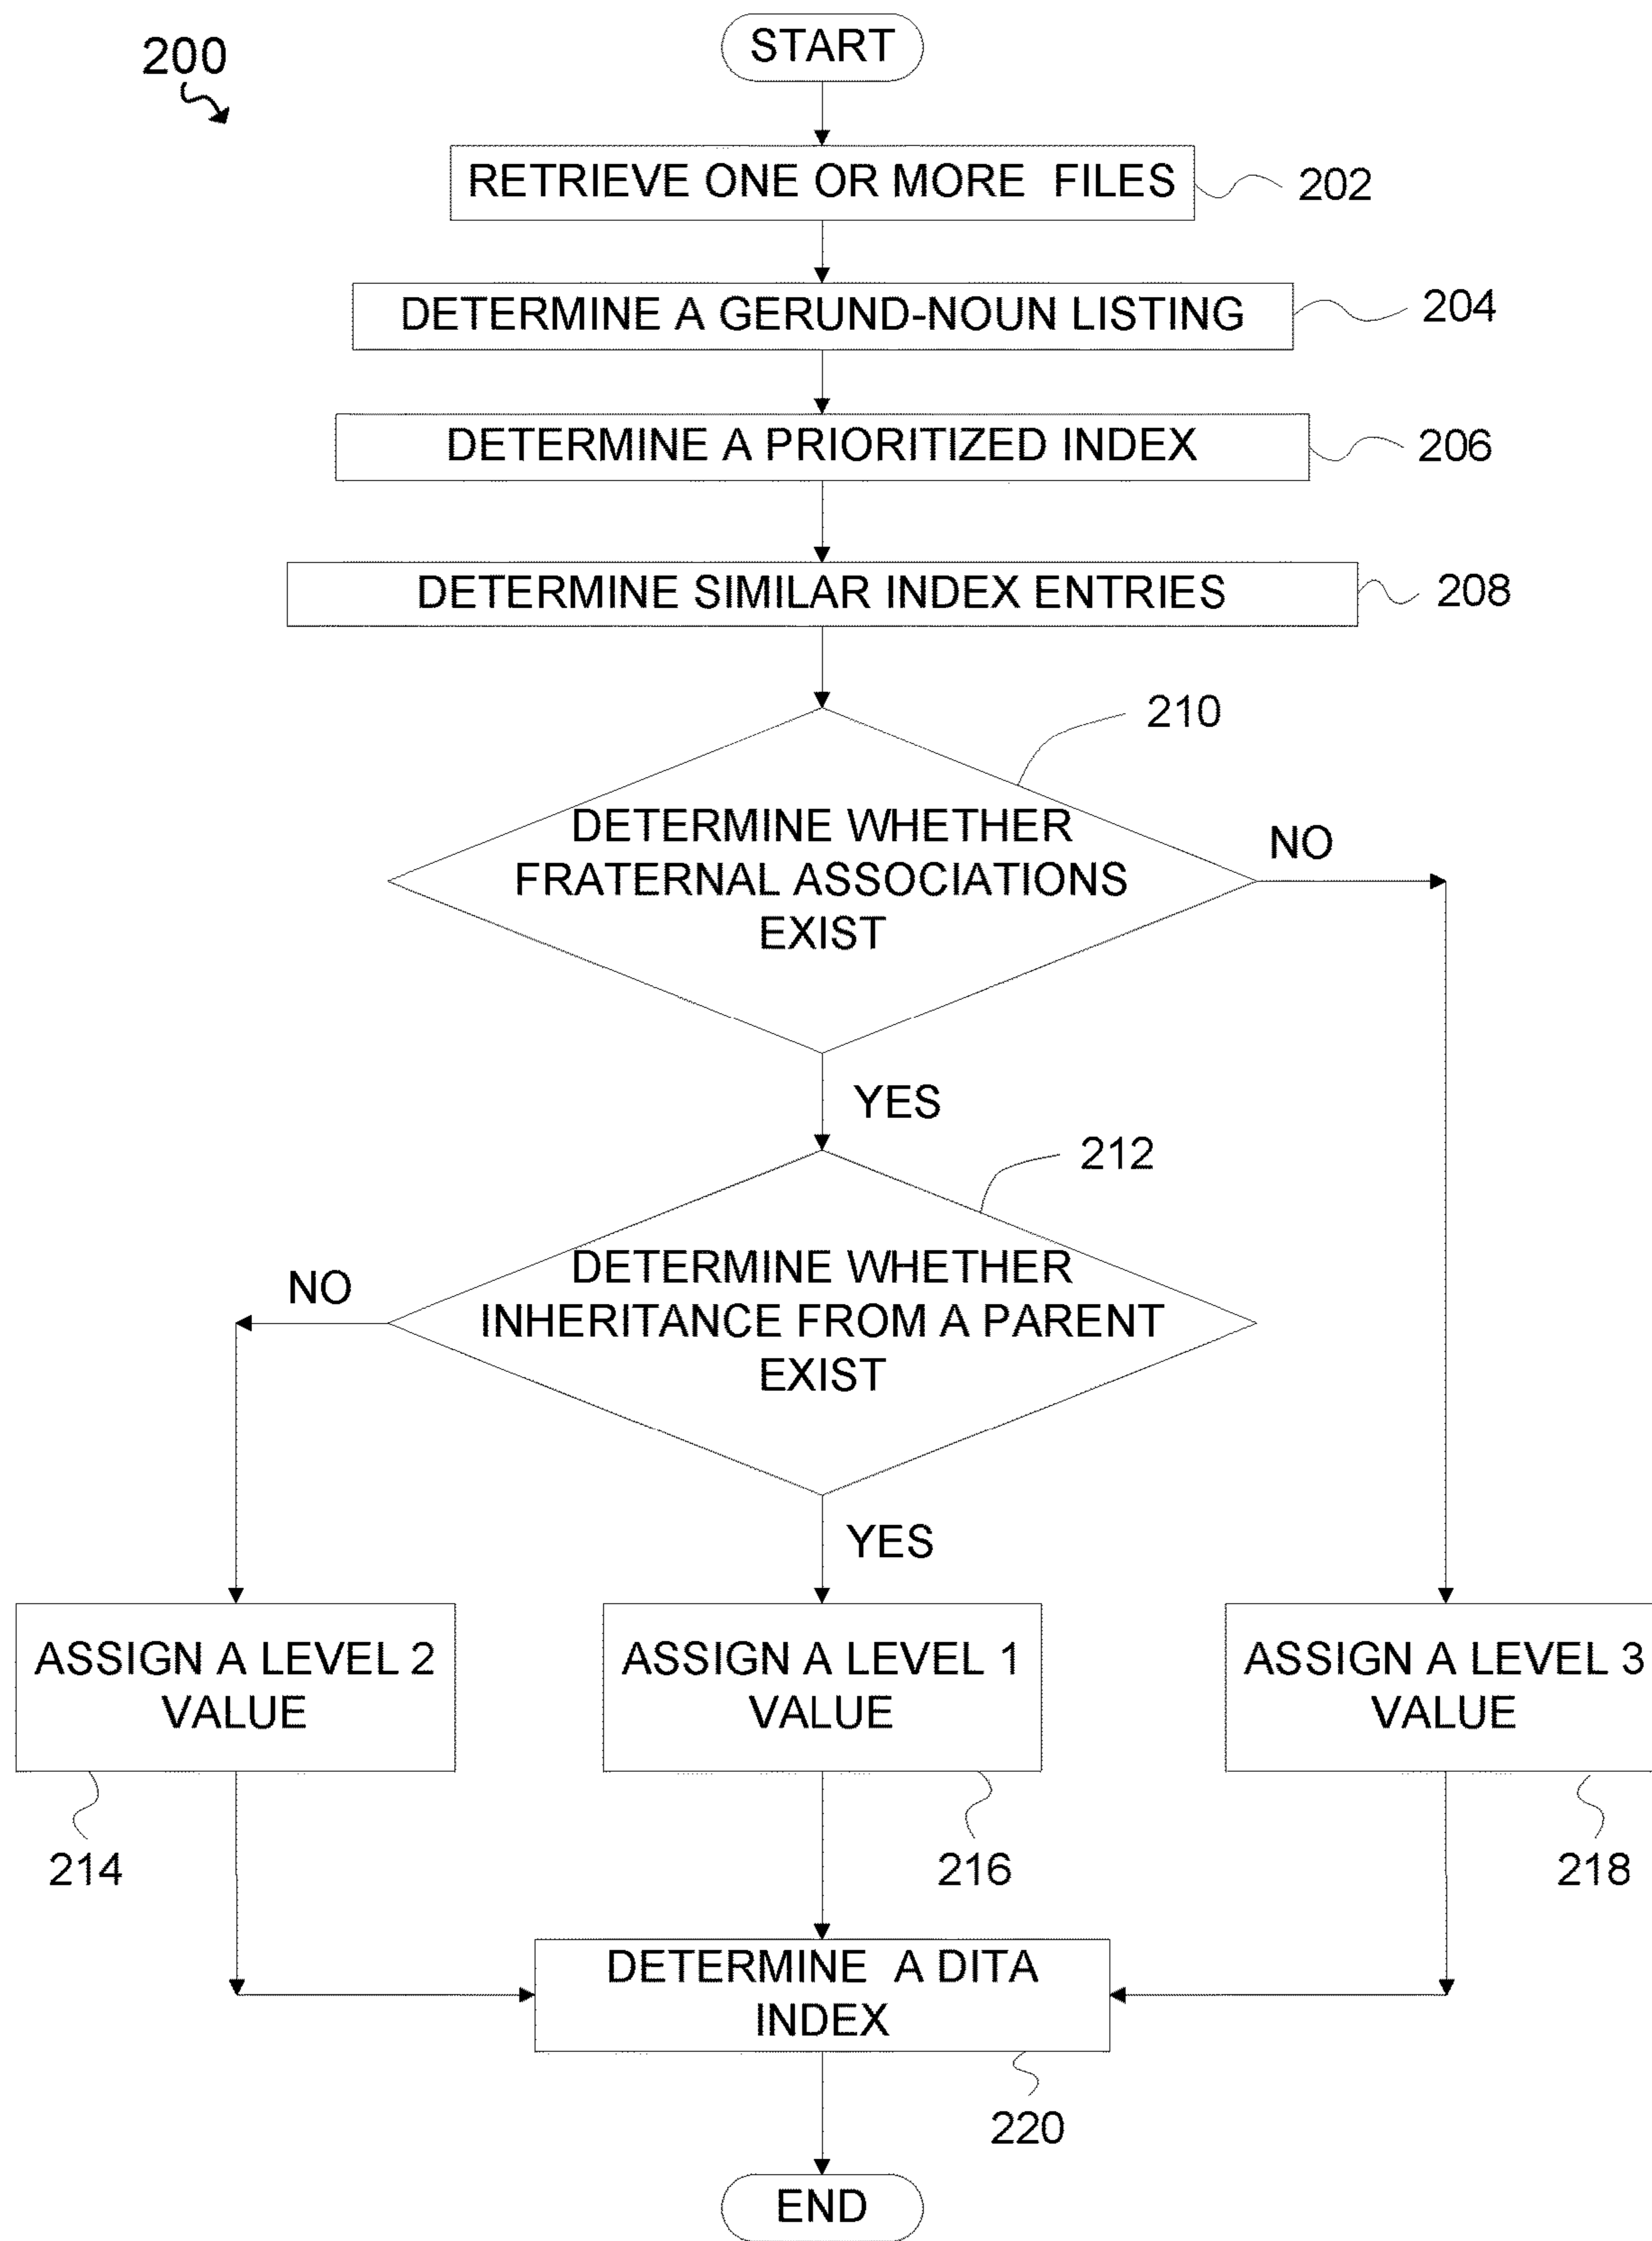 200
START
RETRIEVE ONE OR MORE FILES
202
DETERMINE A GERUND-NOUN LISTING
204
DETERMINE A PRIORITIZED INDEX
206
DETERMINE SIMILAR INDEX ENTRIES
208
210
DETERMINE WHETHER
FRATERNAL ASSOCIATIONS
EXIST
NO
YES
212
DETERMINE WHETHER
INHERITANCE FROM A PARENT
EXIST
NO
YES
ASSIGN A LEVEL 2
VALUE
214
ASSIGN A LEVEL 1
VALUE
216
ASSIGN A LEVEL 3
VALUE
218
DETERMINE A DITA
INDEX
220
END